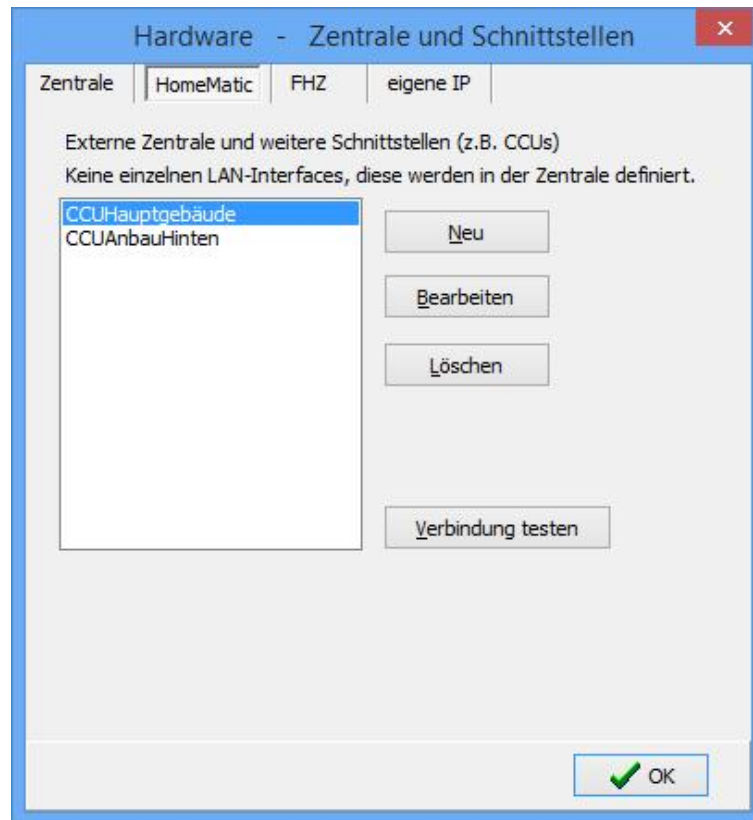 Hardware - Zentrale und Schnittstellen
Zentrale HomeMatic FHZ eigene IP
Externe Zentrale und weitere Schnittstellen (z.B. CCUs)
Keine einzelnen LAN-Interfaces, diese werden in der Zentrale definiert.
CCUHauptgebäude
CCUAnbauHinten
Neu
Bearbeiten
Löschen
Verbindung testen
OK